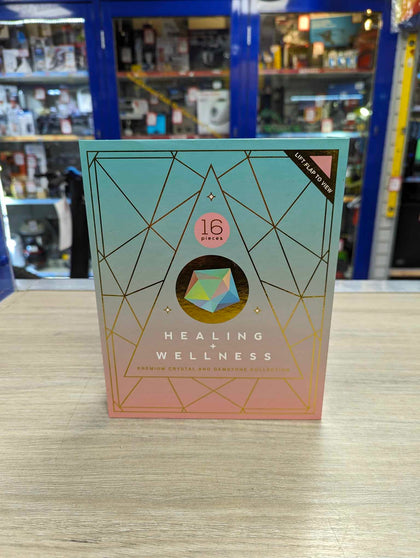 LIFT FLAP TO VIEW
16
pieces
HEALING
+
WELLNESS
PREMIUM CRYSTAL AND GEMSTONE COLLECTION